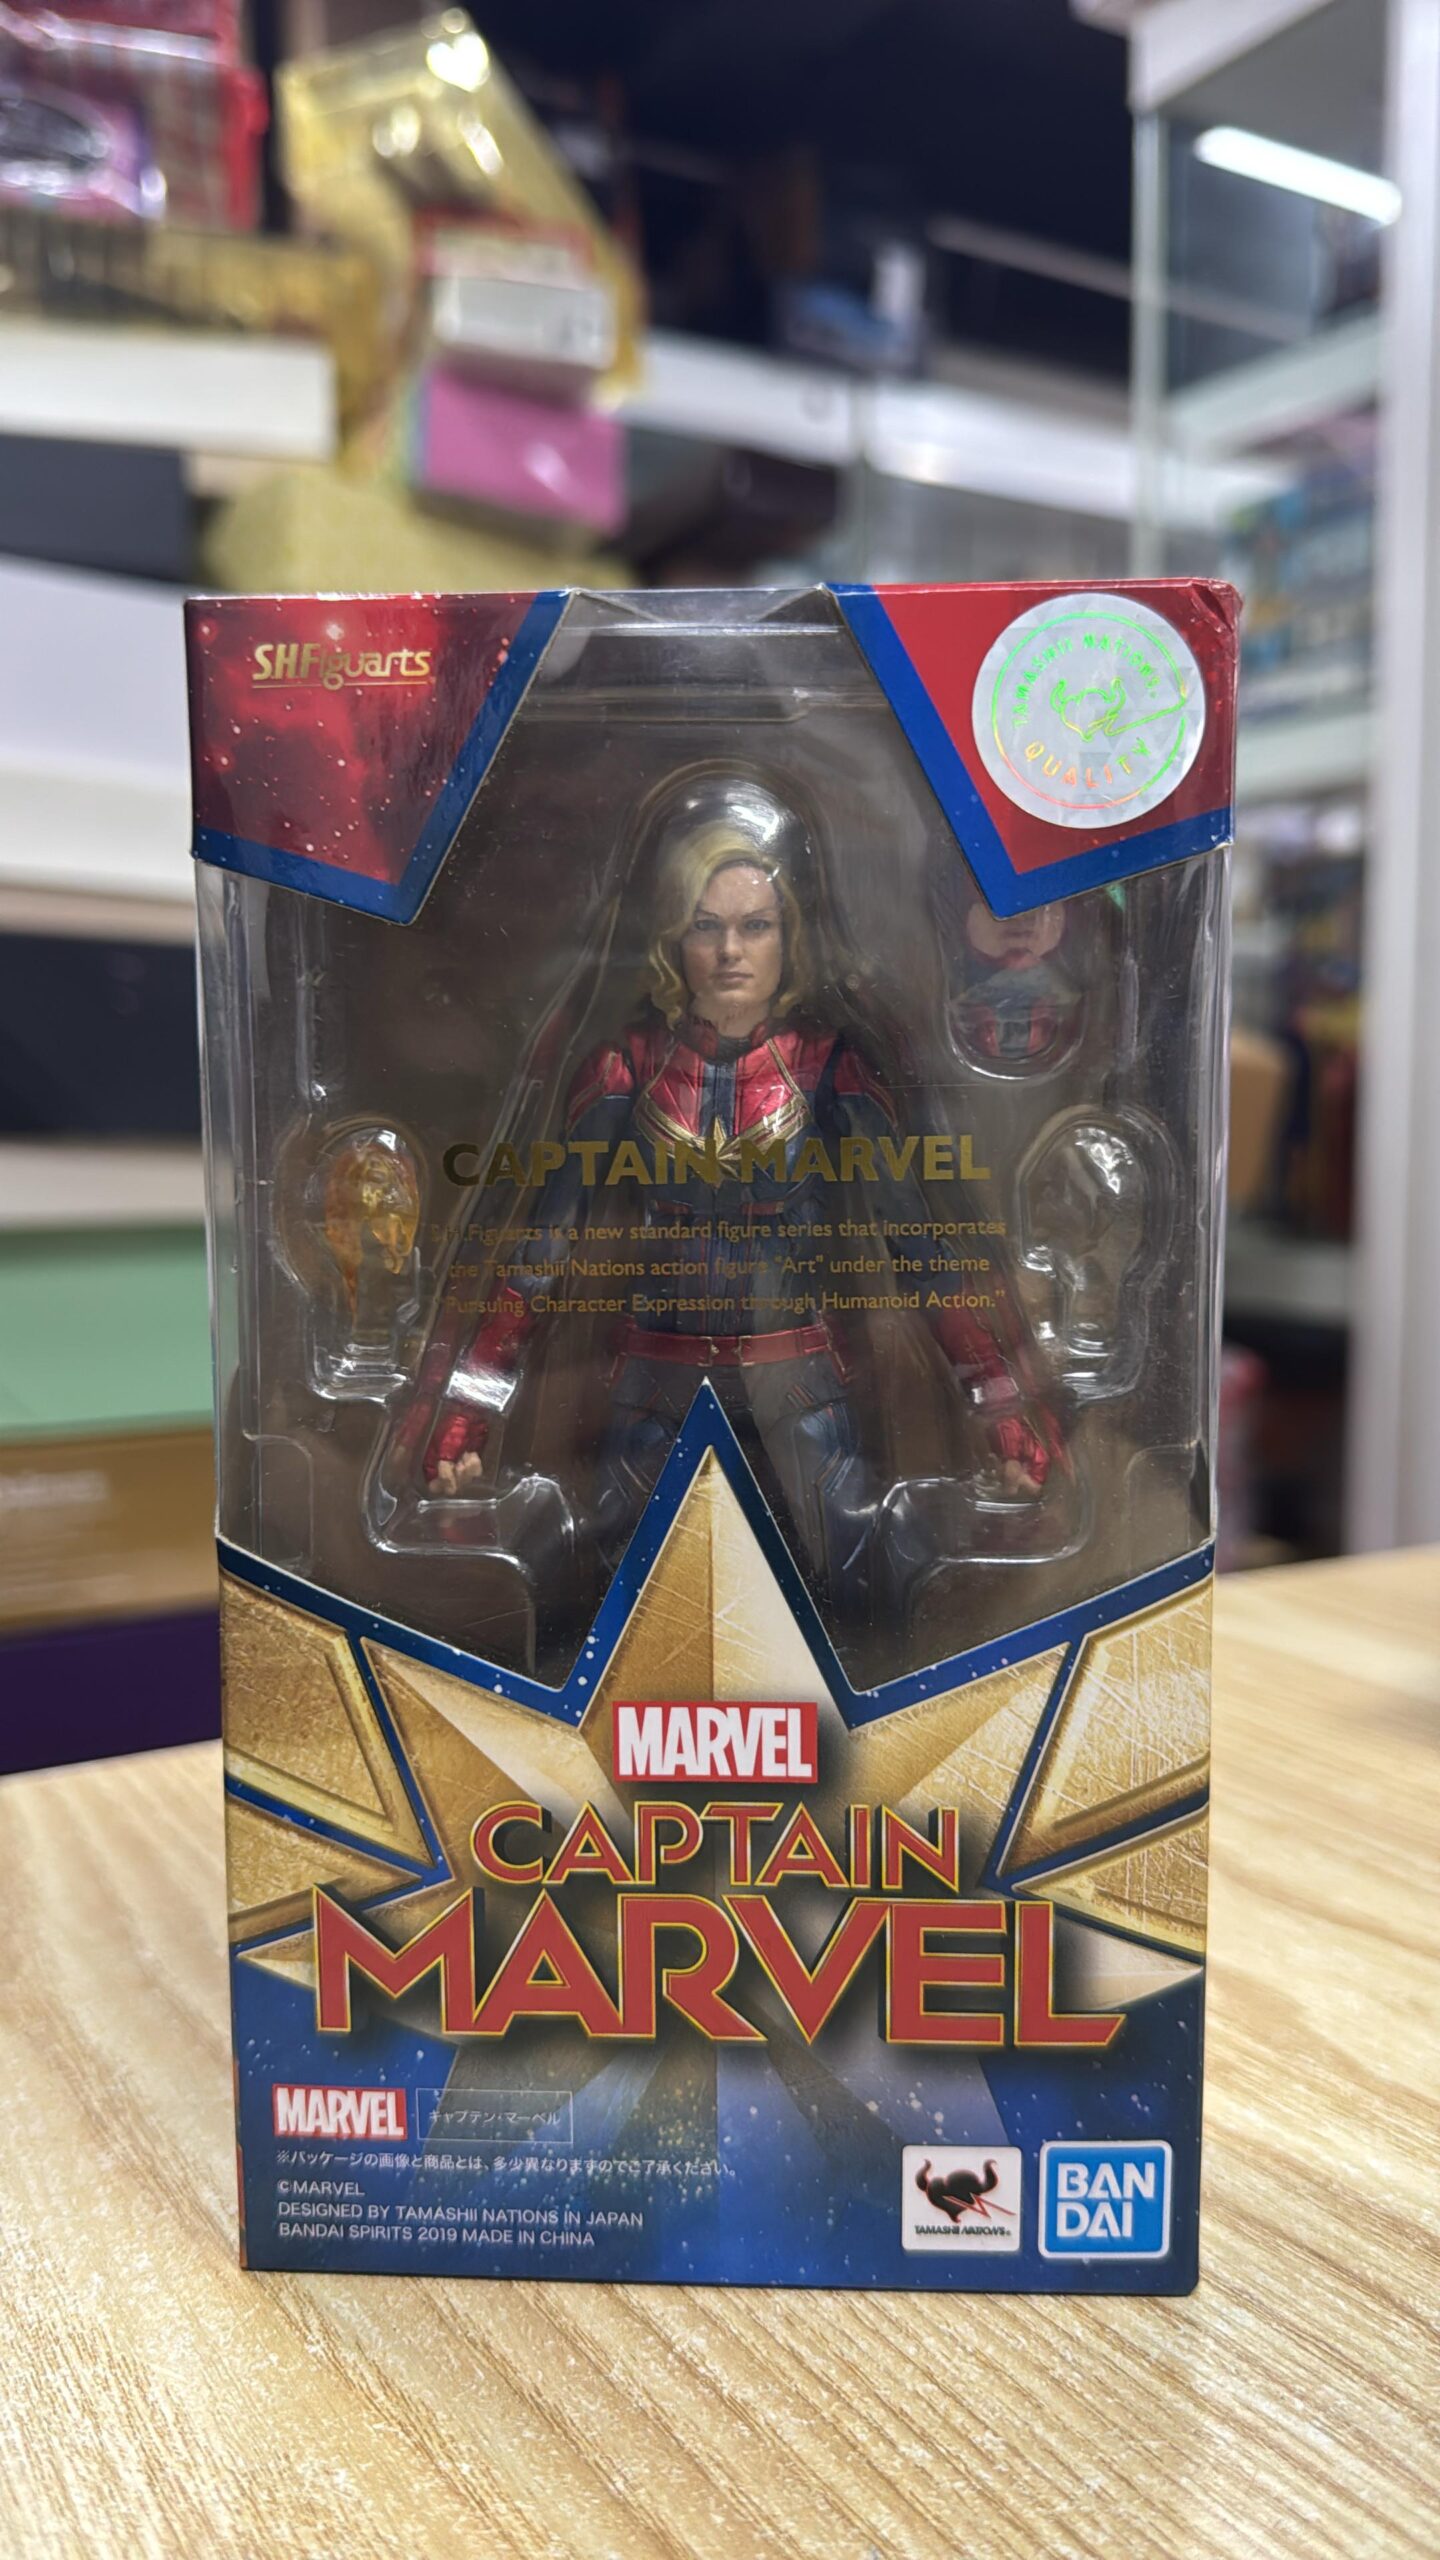 S.H.Figuarts
TAMASHII NATIONS
QUALITY
CAPTAIN MARVEL
S.H.Figuarts is a new standard figure series that incorporates
the Tamashii Nations action figure "Art" under the theme
"Pursuing Character Expression through Humanoid Action."
MARVEL
CAPTAIN
MARVEL
MARVEL
キャプテン・マーベル
※パッケージの画像と商品とは、多少異なりますのでご了承ください。
©MARVEL
DESIGNED BY TAMASHII NATIONS IN JAPAN
BANDAI SPIRITS 2019 MADE IN CHINA
TAMASHII NATIONS
BAN
DAI